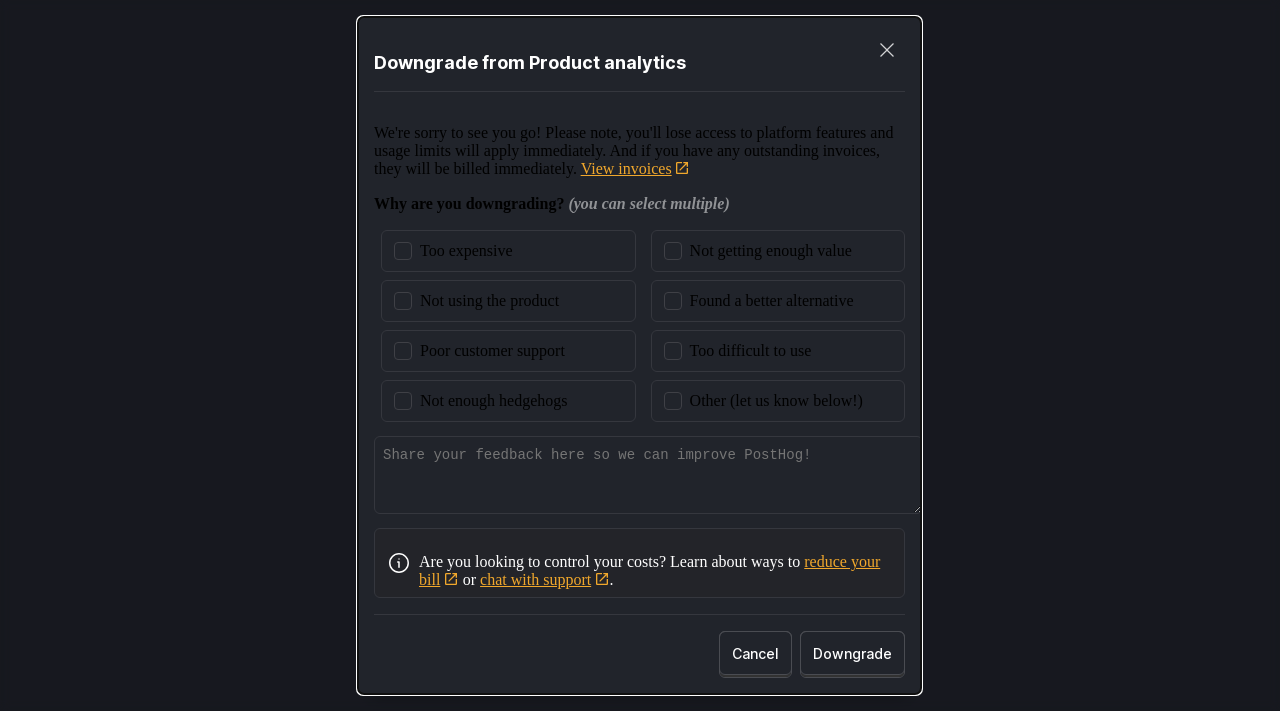 Downgrade from Product analytics
We're sorry to see you go! Please note, you'll lose access to platform features and
usage limits will apply immediately. And if you have any outstanding invoices,
they will be billed immediately. View invoices
Why are you downgrading? (you can select multiple)
Too expensive
Not getting enough value
Not using the product
Found a better alternative
Poor customer support
Too difficult to use
Not enough hedgehogs
Other (let us know below!)
Share your feedback here so we can improve PostHog!
Are you looking to control your costs? Learn about ways to reduce your
bill or chat with support.
Cancel
Downgrade